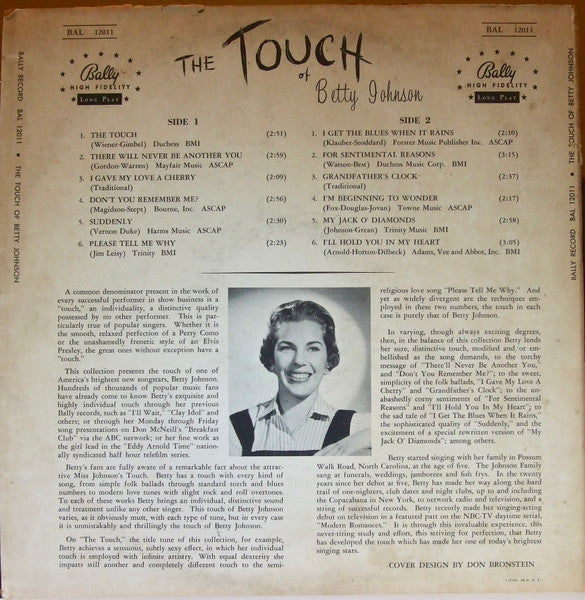 BAL 12011
BAL 12011
Bally
HIGH FIDELITY
LONG PLAY
THE TOUCH
of
Betty Johnson
Bally
HIGH FIDELITY
LONG PLAY
BALLY RECORD BAL 12011 • THE TOUCH OF BETTY JOHNSON
SIDE 1
1. THE TOUCH (2:51)
(Wiener-Gimbel) Duchess BMI
2. THERE WILL NEVER BE ANOTHER YOU (2:59)
(Gordon-Warren) Mayfair Music ASCAP
3. I GAVE MY LOVE A CHERRY (2:09)
(Traditional)
4. DON'T YOU REMEMBER ME? (2:56)
(Magidson-Stept) Bourne, Inc. ASCAP
5. SUDDENLY (2:30)
(Vernon Duke) Harms Music ASCAP
6. PLEASE TELL ME WHY (2:23)
(Jim Leisy) Trinity BMI
SIDE 2
1. I GET THE BLUES WHEN IT RAINS (2:10)
(Klauber-Stoddard) Forster Music Publisher Inc. ASCAP
2. FOR SENTIMENTAL REASONS (3:15)
(Watson-Best) Duchess Music Corp. BMI
3. GRANDFATHER'S CLOCK (2:37)
(Traditional)
4. I'M BEGINNING TO WONDER (2:17)
(Fox-Douglas-Jovan) Towne Music ASCAP
5. MY JACK O' DIAMONDS (2:58)
(Johnson-Grean) Trinity Music BMI
6. I'LL HOLD YOU IN MY HEART (3:05)
(Arnold-Horton-Dilbeck) Adams, Vee and Abbot, Inc. BMI
BALLY RECORD BAL 12011 • THE TOUCH OF BETTY JOHNSON
A common denominator present in the work of
every successful performer in show business is a
"touch," an individuality, a distinctive quality
possessed by no other performer. This is par-
ticularly true of popular singers. Whether it is
the smooth, relaxed perfection of a Perry Como
or the unashamedly frenetic style of an Elvis
Presley, the great ones without exception have a
"touch."
This collection presents the touch of one of
America's brightest new songstars, Betty Johnson.
Hundreds of thousands of popular music fans
have already come to know Betty's exquisite and
highly individual touch through her previous
Bally records, such as "I'll Wait," "Clay Idol" and
others; or through her Monday through Friday
song presentations on Don McNeill's "Breakfast
Club" via the ABC network; or her fine work as
the girl lead in the "Eddy Arnold Time" nation-
ally syndicated half hour telefilm series.
Betty's fans are fully aware of a remarkable fact about the attrac-
tive Miss Johnson's Touch. Betty has a touch with every kind of
song, from simple folk ballads through standard torch and blues
numbers to modern love tunes with slight rock and roll overtones.
To each of these works Betty brings an individual, distinctive sound
and treatment unlike any other singer. This touch of Betty Johnson
varies, as it obviously must, with each type of tune, but in every case
it is unmistakably and thrillingly the touch of Betty Johnson.
On "The Touch," the title tune of this collection, for example,
Betty achieves a sensuous, subtly sexy effect, in which her individual
touch is employed with infinite artistry. With equal dexterity she
imparts still another and completely different touch to the semi-
religious love song "Please Tell Me Why." And
yet as widely divergent are the techniques em-
ployed in these two numbers, the touch in each
case is purely that of Betty Johnson.
In varying, though always exciting degrees,
then, in the balance of this collection Betty lends
her sure, distinctive touch, modified and/or em-
bellished as the song demands, to the torchy
message of "There'll Never Be Another You,"
and "Don't You Remember Me?"; to the sweet,
simplicity of the folk ballads, "I Gave My Love A
Cherry" and "Grandfather's Clock"; to the un-
abashedly corny sentiments of "For Sentimental
Reasons" and "I'll Hold You In My Heart"; to
the sad tale of "I Get The Blues When It Rains,"
the sophisticated quality of "Suddenly," and the
excitement of a special rewritten version of "My
Jack O' Diamonds"; among others.
Betty started singing with her family in Possum
Walk Road, North Carolina, at the age of five. The Johnson Family
sang at funerals, weddings, jamborees and fish frys. In the twenty
years since her debut at five, Betty has made her way along the hard
trail of one-nighters, club dates and night clubs, up to and including
the Copacabana in New York, to network radio and television, and a
string of successful records. Betty recently made her singing-acting
debut on television in a featured part on the NBC-TV daytime serial,
"Modern Romances." It is through this invaluable experience, this
never-tiring study and effort, this striving for perfection, that Betty
has developed the touch which has made her one of today's brightest
singing stars.
COVER DESIGN BY DON BRONSTEIN
LITHO IN U.S.A.